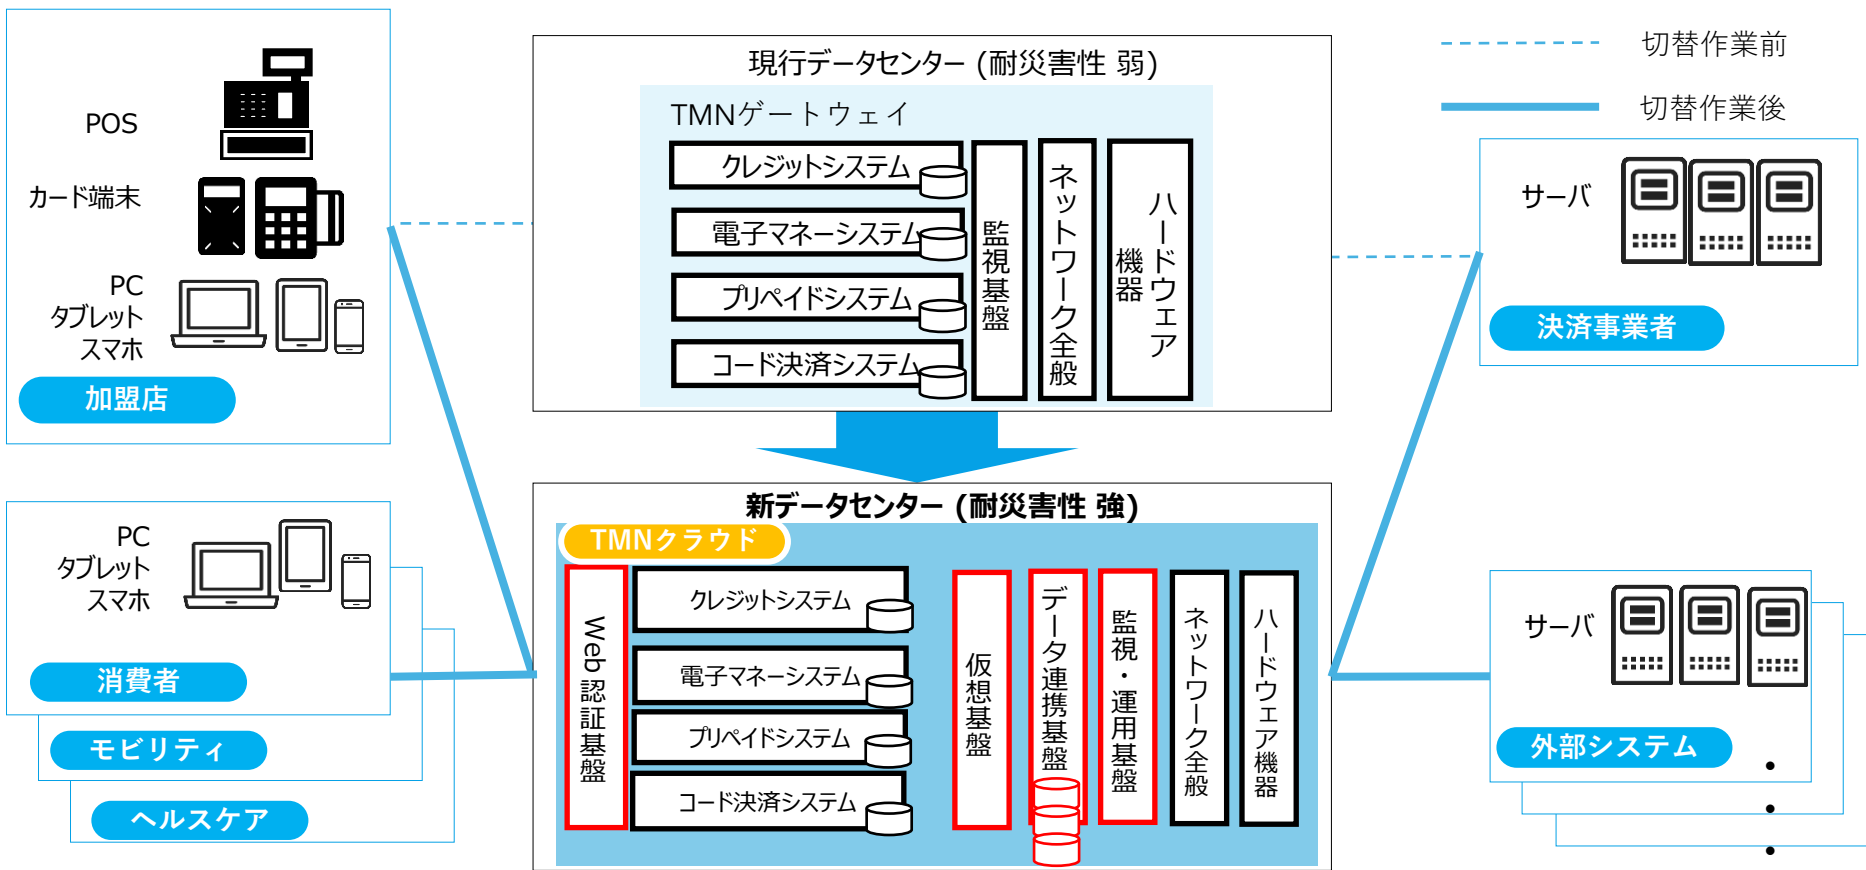 POS
カード端末
PC
タブレット
スマホ
加盟店
現行データセンター (耐災害性 弱)
TMNゲートウェイ
クレジットシステム
電子マネーシステム
プリペイドシステム
コード決済システム
監視基盤
ネットワーク全般
ハードウェア
機器
切替作業前
切替作業後
サーバ
決済事業者
PC
タブレット
スマホ
消費者
モビリティ
ヘルスケア
新データセンター (耐災害性 強)
TMNクラウド
Web認証基盤
クレジットシステム
電子マネーシステム
プリペイドシステム
コード決済システム
仮想基盤
データ連携基盤
監視・運用基盤
ネットワーク全般
ハードウェア機器
サーバ
外部システム
•
•
•